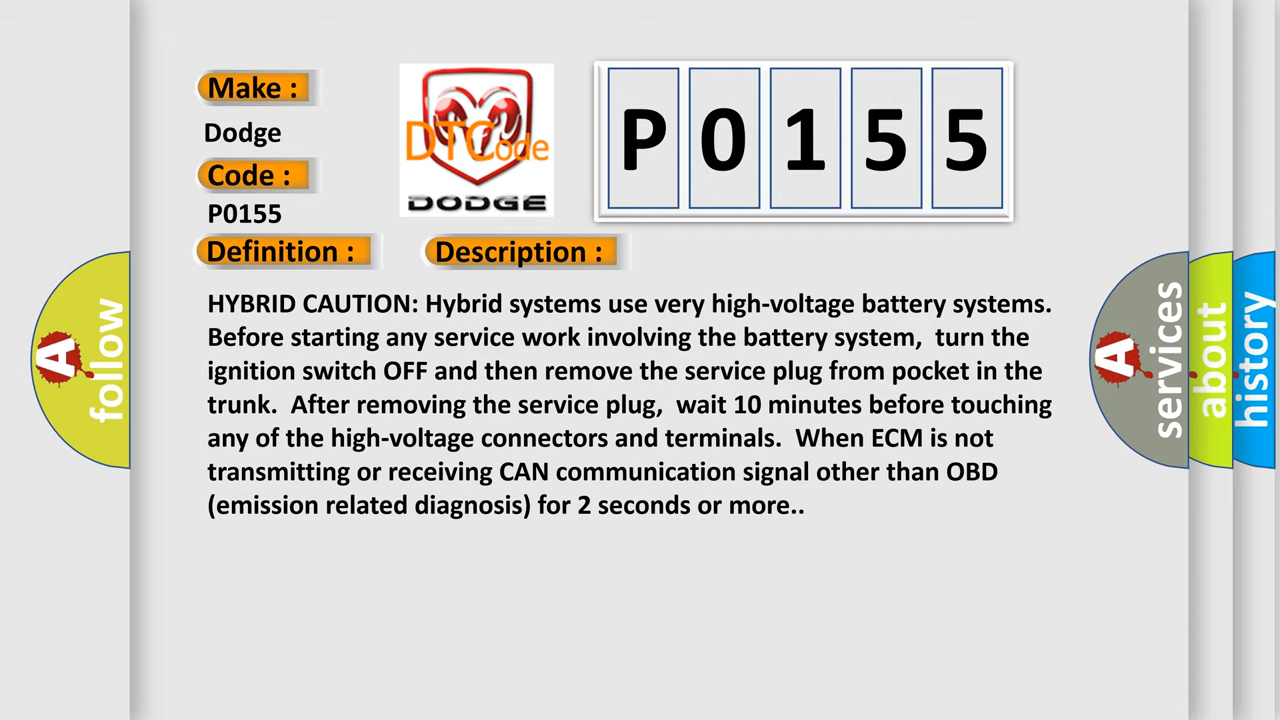 Make :
Dodge
Code :
P0155
Definition :
Description :
DTCode
DODGE
P 0 1 5 5
HYBRID CAUTION: Hybrid systems use very high-voltage battery systems.
Before starting any service work involving the battery system, turn the
ignition switch OFF and then remove the service plug from pocket in the
trunk. After removing the service plug, wait 10 minutes before touching
any of the high-voltage connectors and terminals. When ECM is not
transmitting or receiving CAN communication signal other than OBD
(emission related diagnosis) for 2 seconds or more..
A
follow
A
services
about
history